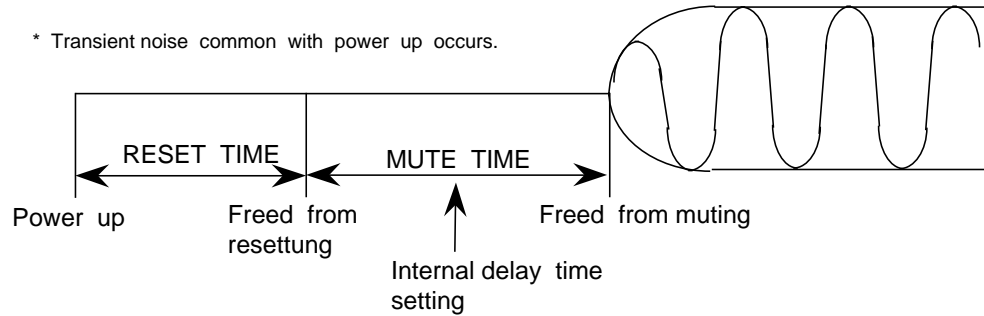 * Transient noise common with power up occurs.
RESET TIME
MUTE TIME
Power up
Freed from
resettung
Freed from muting
Internal delay time
setting